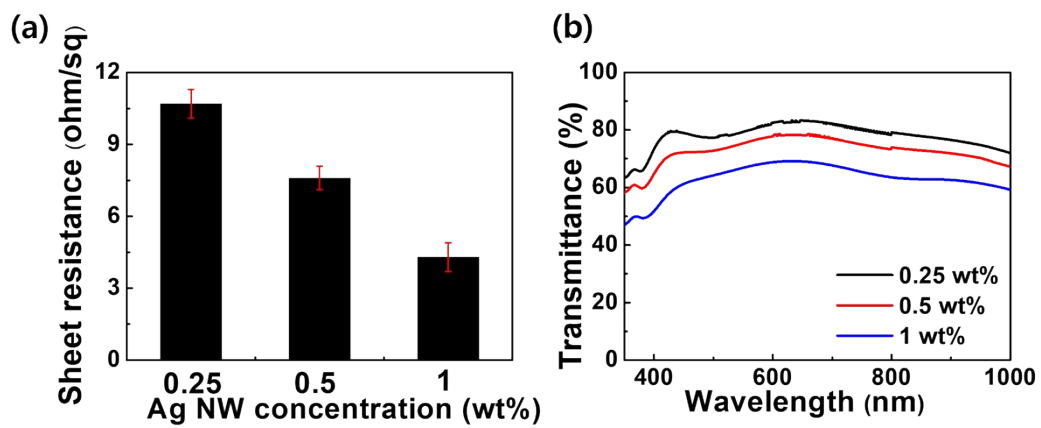 (a)
Sheet resistance (ohm/sq)
12
9
6
3
0
0.25 0.5 1
Ag NW concentration (wt%)
(b)
Transmittance (%)
100
80
60
40
20
0
0.25 wt%
0.5 wt%
1 wt%
400 600 800 1000
Wavelength (nm)